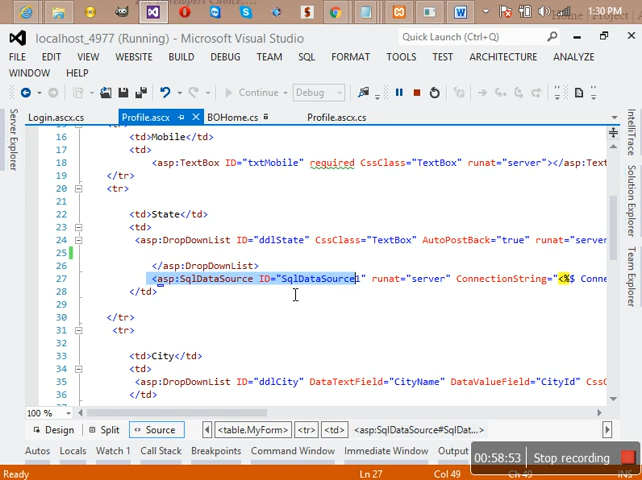 1:30 PM
localhost_4977 (Running) - Microsoft Visual Studio
Quick Launch (Ctrl+Q)
FILE EDIT VIEW WEBSITE BUILD DEBUG TEAM SQL FORMAT TOOLS TEST ARCHITECTURE ANALYZE
WINDOW HELP
Continue Debug
Login.ascx.cs Profile.ascx BOHome.cs Profile.ascx.cs
Server Explorer
IntelliTrace
Solution Explorer
Team Explorer
16 <td>Mobile</td>
17 <td>
18 <asp:TextBox ID="txtMobile" required CssClass="TextBox" runat="server"></asp:Text
19 </tr>
20 <tr>
21
22 <td>State</td>
23 <td>
24 <asp:DropDownList ID="ddlState" CssClass="TextBox" AutoPostBack="true" runat="server
25
26 </asp:DropDownList>
27 <asp:SqlDataSource ID="SqlDataSource1" runat="server" ConnectionString="<%$ Conne
28 </td>
29
30 </tr>
31 <tr>
32
33 <td>City</td>
34 <td>
35 <asp:DropDownList ID="ddlCity" DataTextField="CityName" DataValueField="CityId" CssC
36 </td>
100 %
Design Split Source <table.MyForm> <tr> <td> <asp:SqlDataSource#SqlDat...>
Autos Locals Watch 1 Call Stack Breakpoints Command Window Immediate Window Output
00:58:53 Stop recording
Ready Ln 27 Col 49 Ch 49